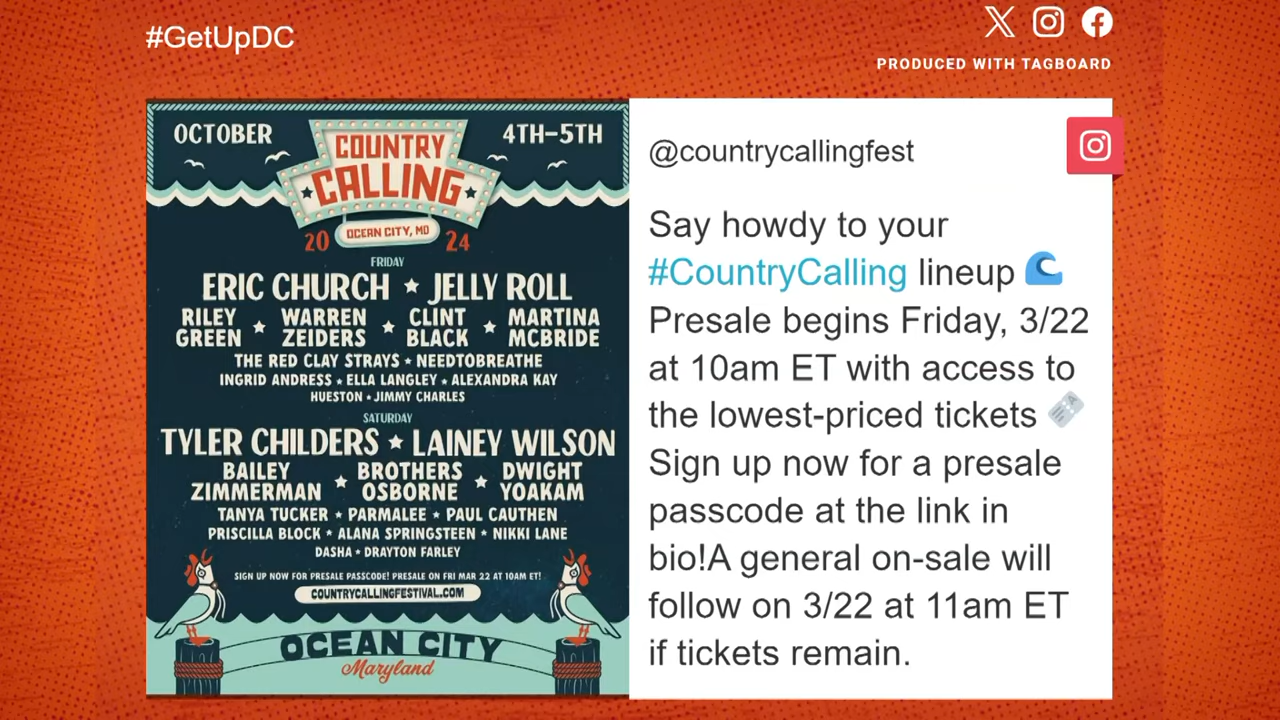 #GetUpDC
PRODUCED WITH TAGBOARD
OCTOBER
4TH-5TH
COUNTRY
CALLING
OCEAN CITY, MD
20 24
FRIDAY
ERIC CHURCH ★ JELLY ROLL
RILEY GREEN ★ WARREN ZEIDERS ★ CLINT BLACK ★ MARTINA MCBRIDE
THE RED CLAY STRAYS ★ NEEDTOBREATHE
INGRID ANDRESS ★ ELLA LANGLEY ★ ALEXANDRA KAY
HUESTON ★ JIMMY CHARLES
SATURDAY
TYLER CHILDERS ★ LAINEY WILSON
BAILEY ZIMMERMAN ★ BROTHERS OSBORNE ★ DWIGHT YOAKAM
TANYA TUCKER ★ PARMALEE ★ PAUL CAUTHEN
PRISCILLA BLOCK ★ ALANA SPRINGSTEEN ★ NIKKI LANE
DASHA ★ DRAYTON FARLEY
SIGN UP NOW FOR PRESALE PASSCODE! PRESALE ON FRI MAR 22 AT 10AM ET!
COUNTRYCALLINGFESTIVAL.COM
OCEAN CITY
Maryland
@countrycallingfest
Say howdy to your
#CountryCalling lineup 🌊
Presale begins Friday, 3/22
at 10am ET with access to
the lowest-priced tickets 🎟
Sign up now for a presale
passcode at the link in
bio!A general on-sale will
follow on 3/22 at 11am ET
if tickets remain.